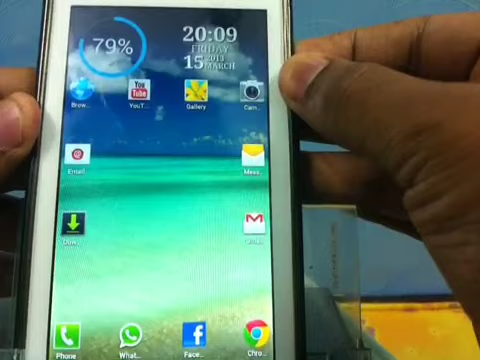 79%
20:09
FRIDAY
15 2013
MARCH
Brow..
YouT..
You
Tube
Gallery
Cam..
Email
Mess..
Dow..
Phone
What..
Face..
Chro..